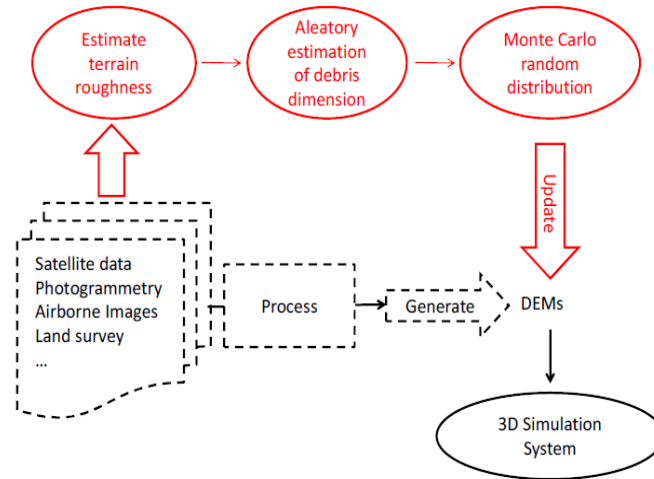 Estimate
terrain
roughness
Aleatory
estimation
of debris
dimension
Monte Carlo
random
distribution
Update
Satellite data
Photogrammetry
Airborne Images
Land survey
...
Process
Generate
DEMs
3D Simulation
System